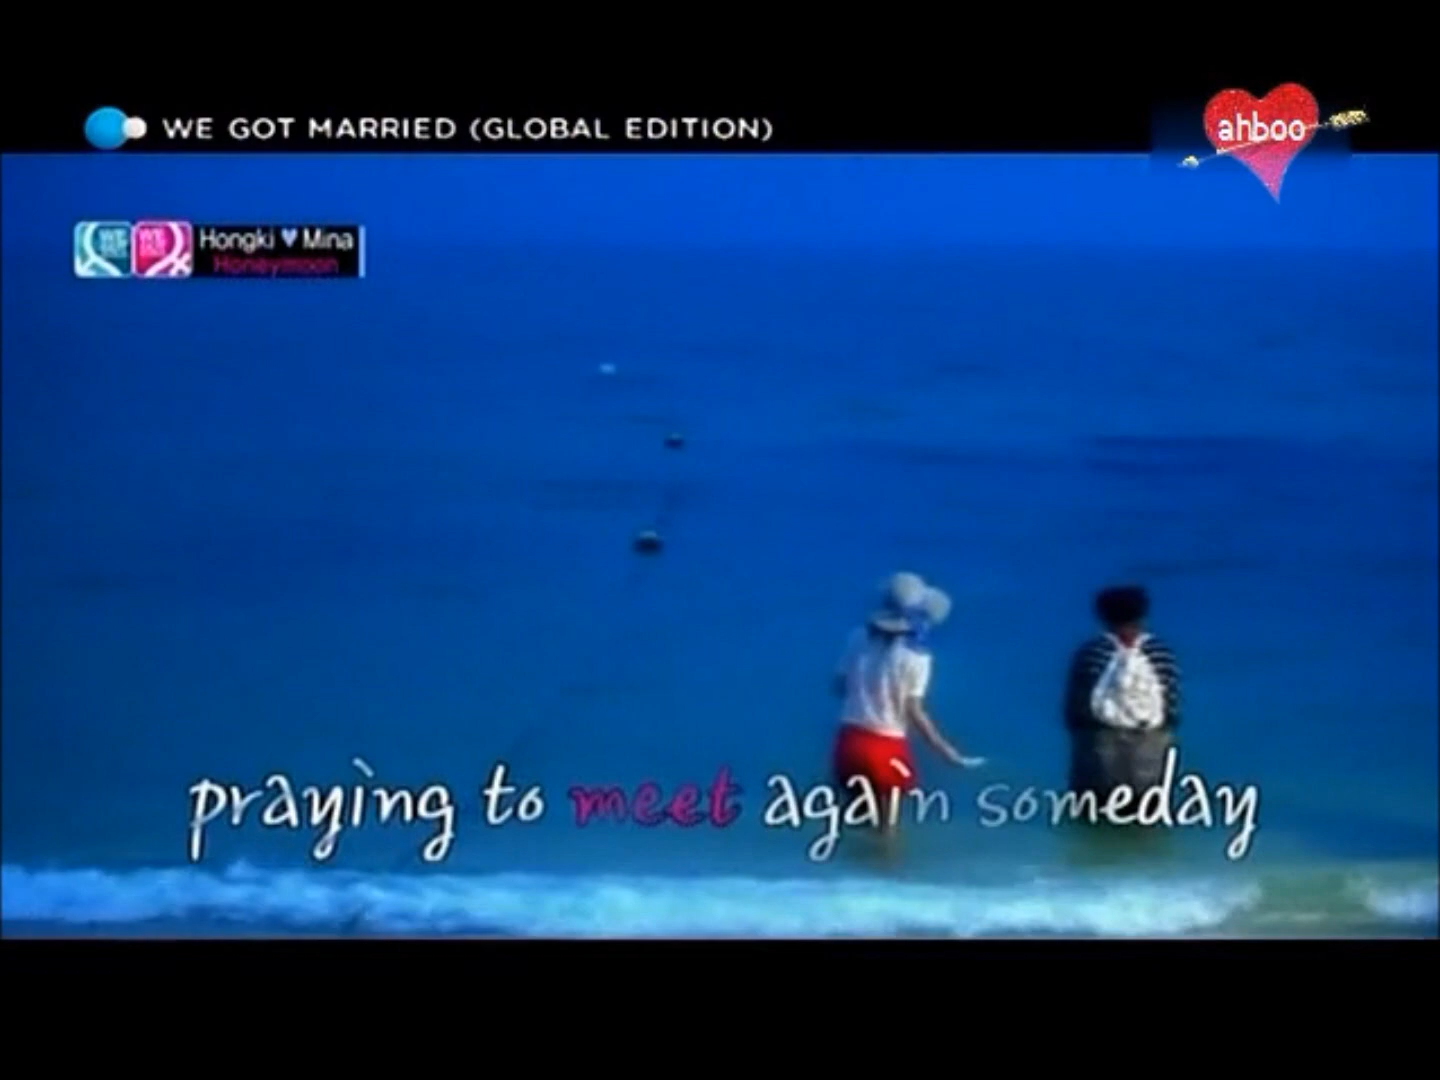 WE GOT MARRIED (GLOBAL EDITION)
ahboo
Hongki ♥ Mina
Honeymoon
praying to meet again someday